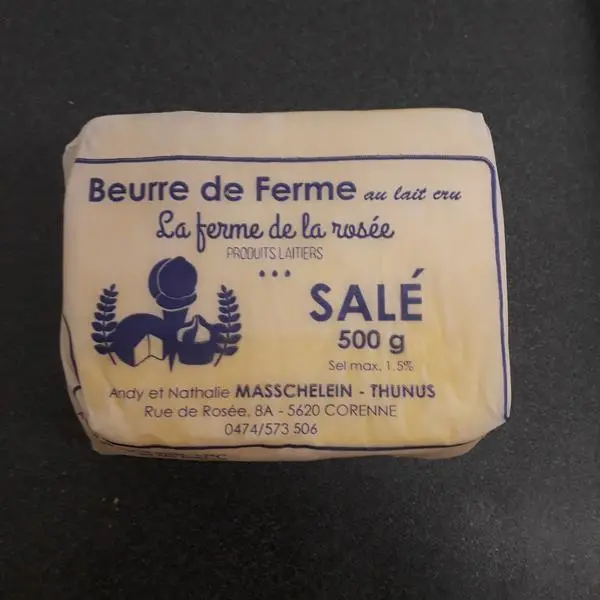 Beurre de Ferme au lait cru
La ferme de la rosée
PRODUITS LAITIERS
SALÉ
500 g
Sel max. 1.5%
Andy et Nathalie MASSCHELEIN - THUNUS
Rue de Rosée, 8A - 5620 CORENNE
0474/573 506